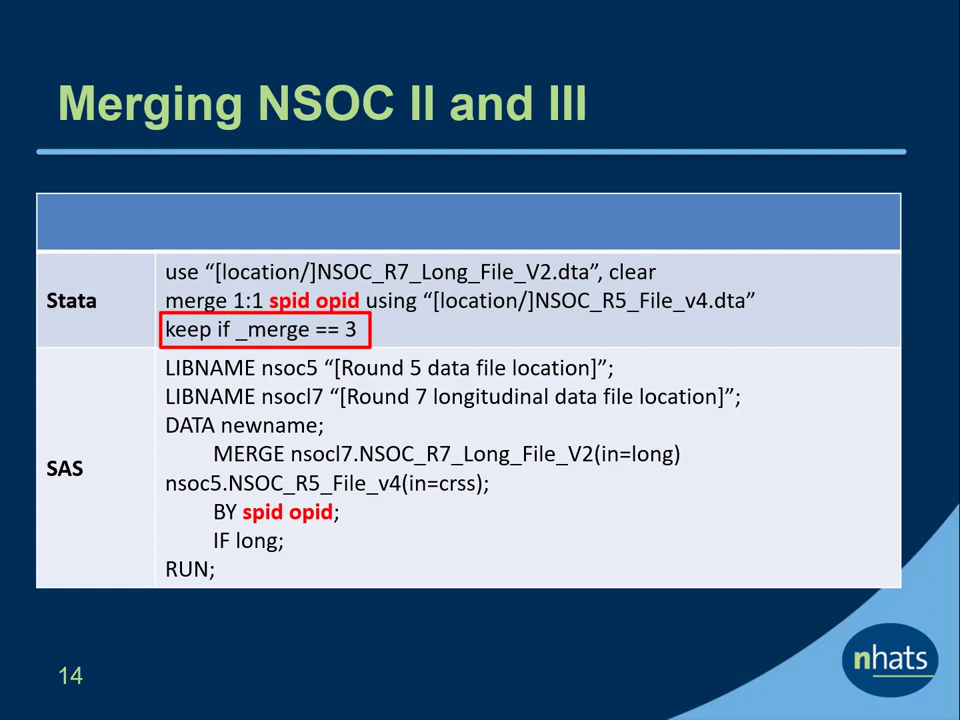 Merging NSOC II and III
Stata
use “[location/]NSOC_R7_Long_File_V2.dta”, clear
merge 1:1 spid opid using “[location/]NSOC_R5_File_v4.dta”
keep if _merge == 3
SAS
LIBNAME nsoc5 “[Round 5 data file location]”;
LIBNAME nsocl7 “[Round 7 longitudinal data file location]”;
DATA newname;
MERGE nsocl7.NSOC_R7_Long_File_V2(in=long)
nsoc5.NSOC_R5_File_v4(in=crss);
BY spid opid;
IF long;
RUN;
14
nhats